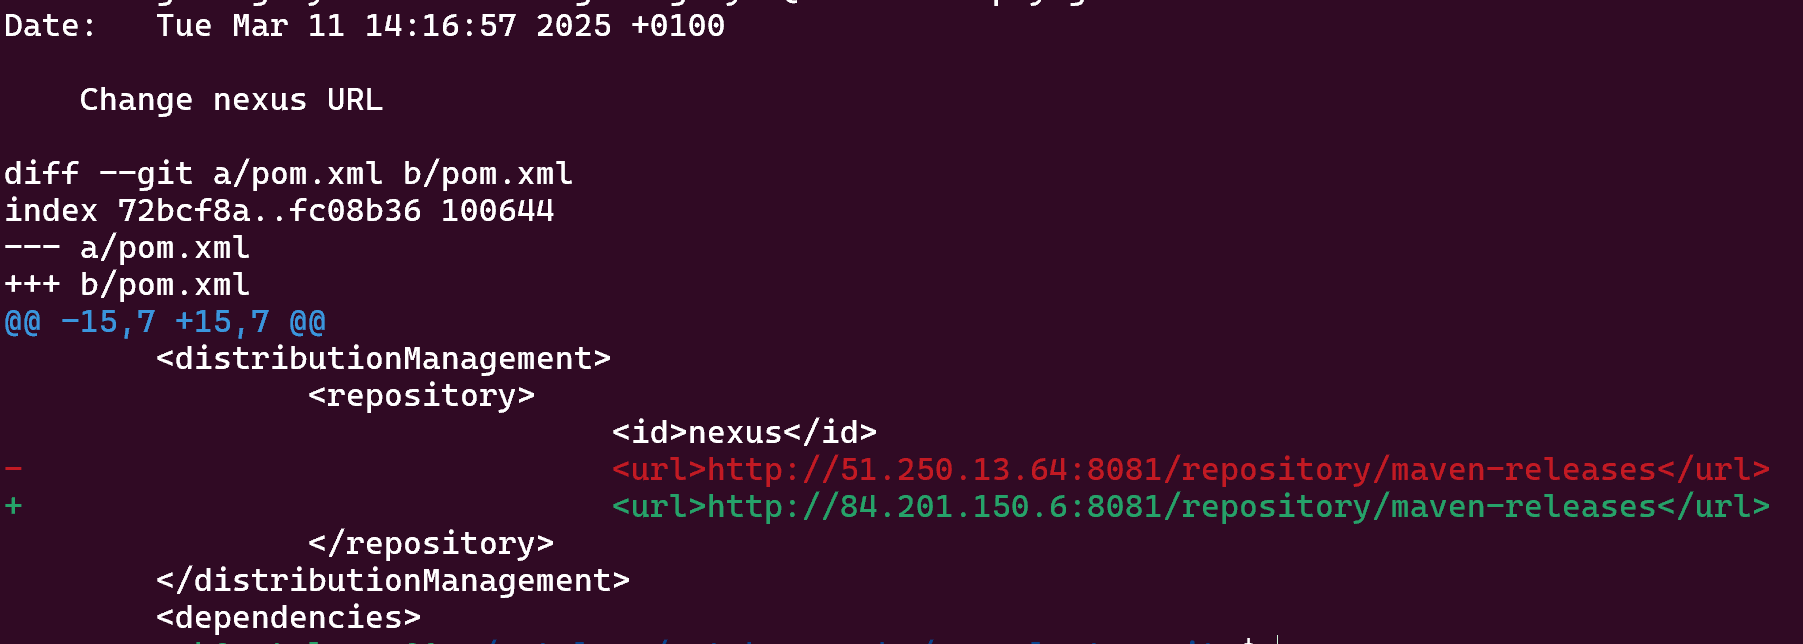 Date:   Tue Mar 11 14:16:57 2025 +0100
    Change nexus URL
diff --git a/pom.xml b/pom.xml
index 72bcf8a..fc08b36 100644
--- a/pom.xml
+++ b/pom.xml
@@ -15,7 +15,7 @@
        <distributionManagement>
                <repository>
                                <id>nexus</id>
-                               <url>http://51.250.13.64:8081/repository/maven-releases</url>
+                               <url>http://84.201.150.6:8081/repository/maven-releases</url>
                </repository>
        </distributionManagement>
        <dependencies>